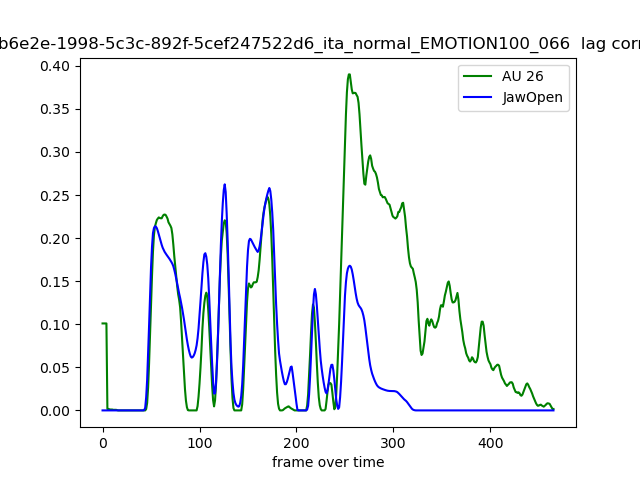 b6e2e-1998-5c3c-892f-5cef247522d6_ita_normal_EMOTION100_066 lag corr
AU 26
JawOpen
0.40
0.35
0.30
0.25
0.20
0.15
0.10
0.05
0.00
0 100 200 300 400
frame over time